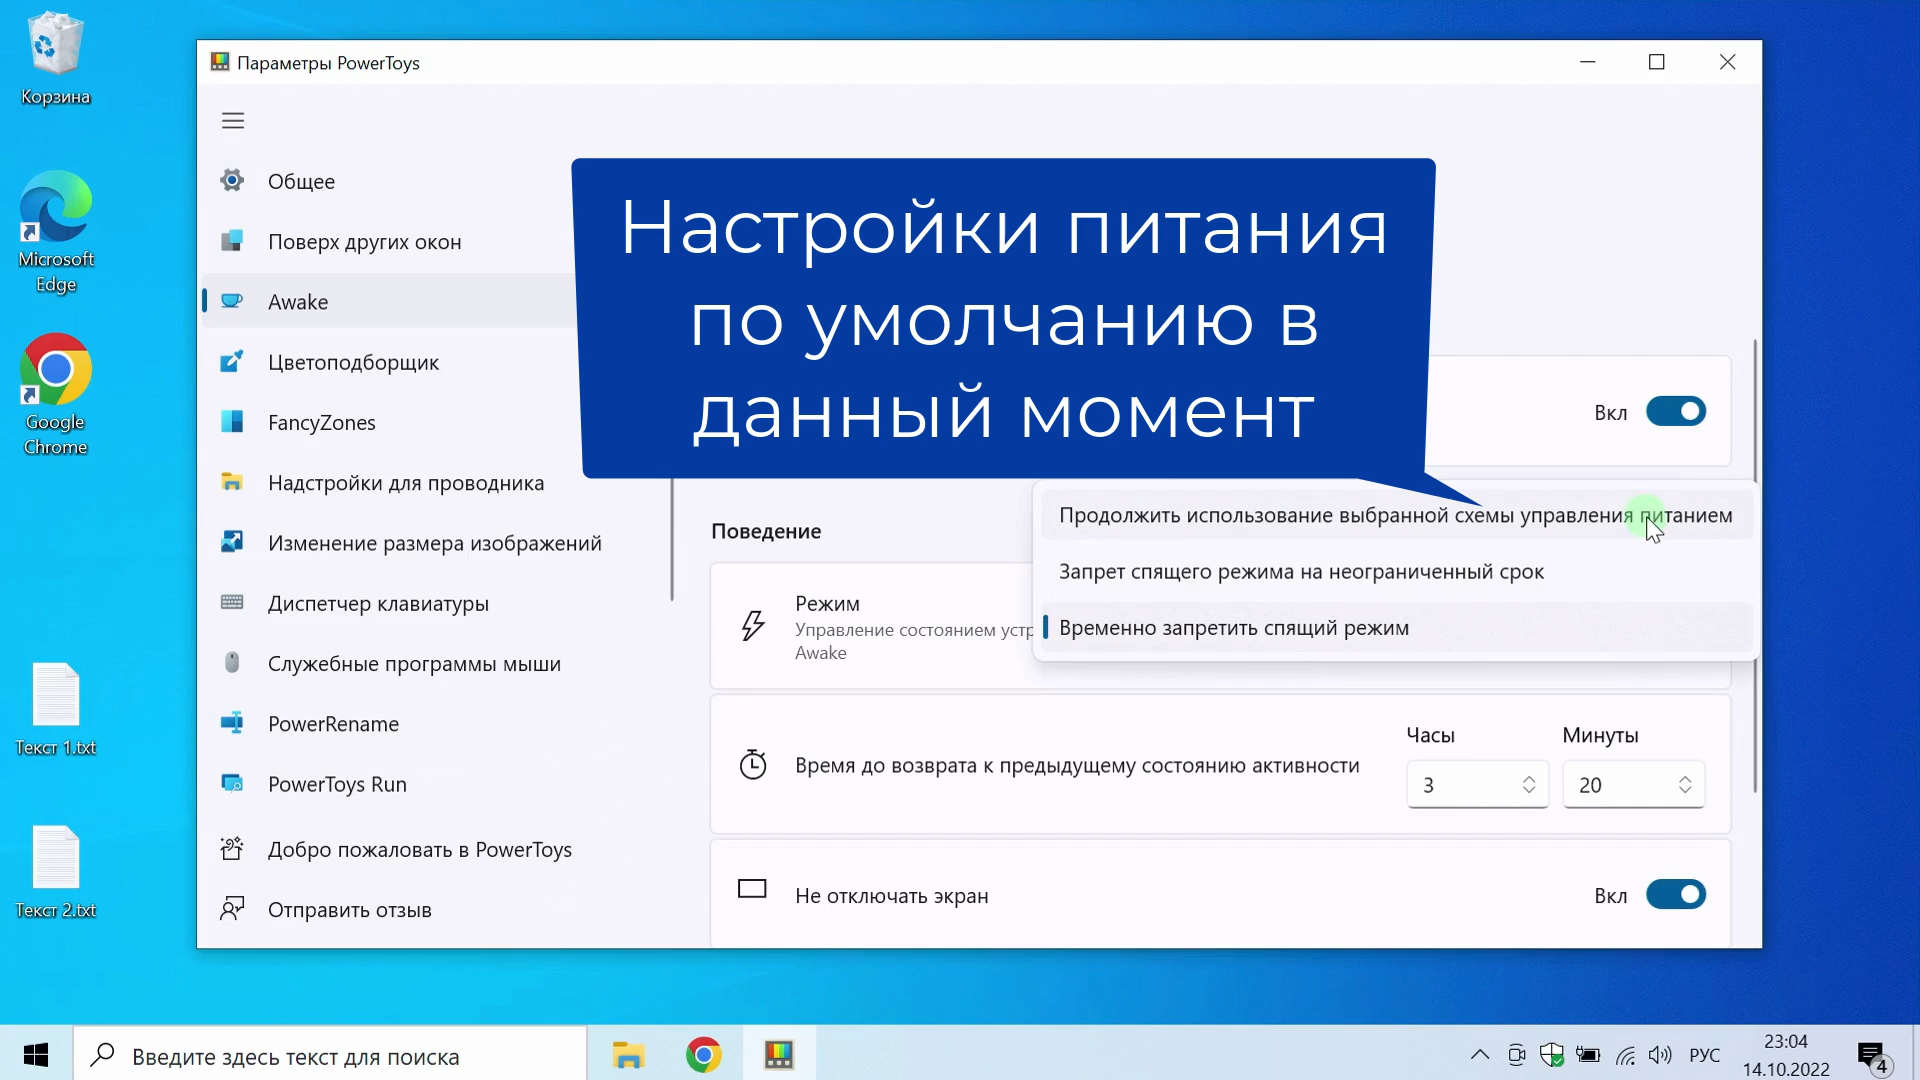 Корзина
Microsoft
Edge
Google
Chrome
Текст 1.txt
Текст 2.txt
Параметры PowerToys
Общее
Поверх других окон
Awake
Цветоподборщик
FancyZones
Надстройки для проводника
Изменение размера изображений
Диспетчер клавиатуры
Служебные программы мыши
PowerRename
PowerToys Run
Добро пожаловать в PowerToys
Отправить отзыв
Настройки питания
по умолчанию в
данный момент
Вкл
Поведение
Продолжить использование выбранной схемы управления питанием
Запрет спящего режима на неограниченный срок
Временно запретить спящий режим
Режим
Управление состоянием устр
Awake
Часы
Минуты
Время до возврата к предыдущему состоянию активности
3
20
Не отключать экран
Вкл
Введите здесь текст для поиска
РУС
23:04
14.10.2022
4